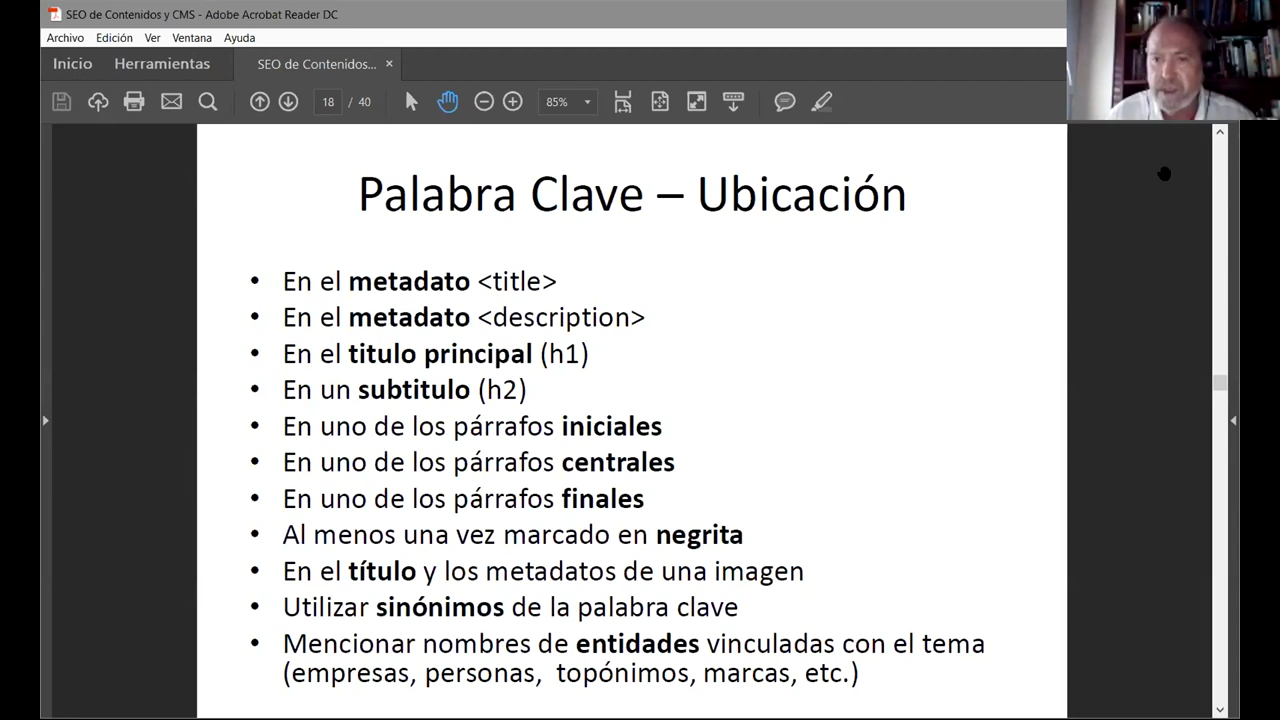 SEO de Contenidos y CMS - Adobe Acrobat Reader DC
Archivo Edición Ver Ventana Ayuda
Inicio Herramientas SEO de Contenidos... ×
18 / 40 85%
Palabra Clave – Ubicación
• En el metadato <title>
• En el metadato <description>
• En el titulo principal (h1)
• En un subtitulo (h2)
• En uno de los párrafos iniciales
• En uno de los párrafos centrales
• En uno de los párrafos finales
• Al menos una vez marcado en negrita
• En el título y los metadatos de una imagen
• Utilizar sinónimos de la palabra clave
• Mencionar nombres de entidades vinculadas con el tema
(empresas, personas, topónimos, marcas, etc.)